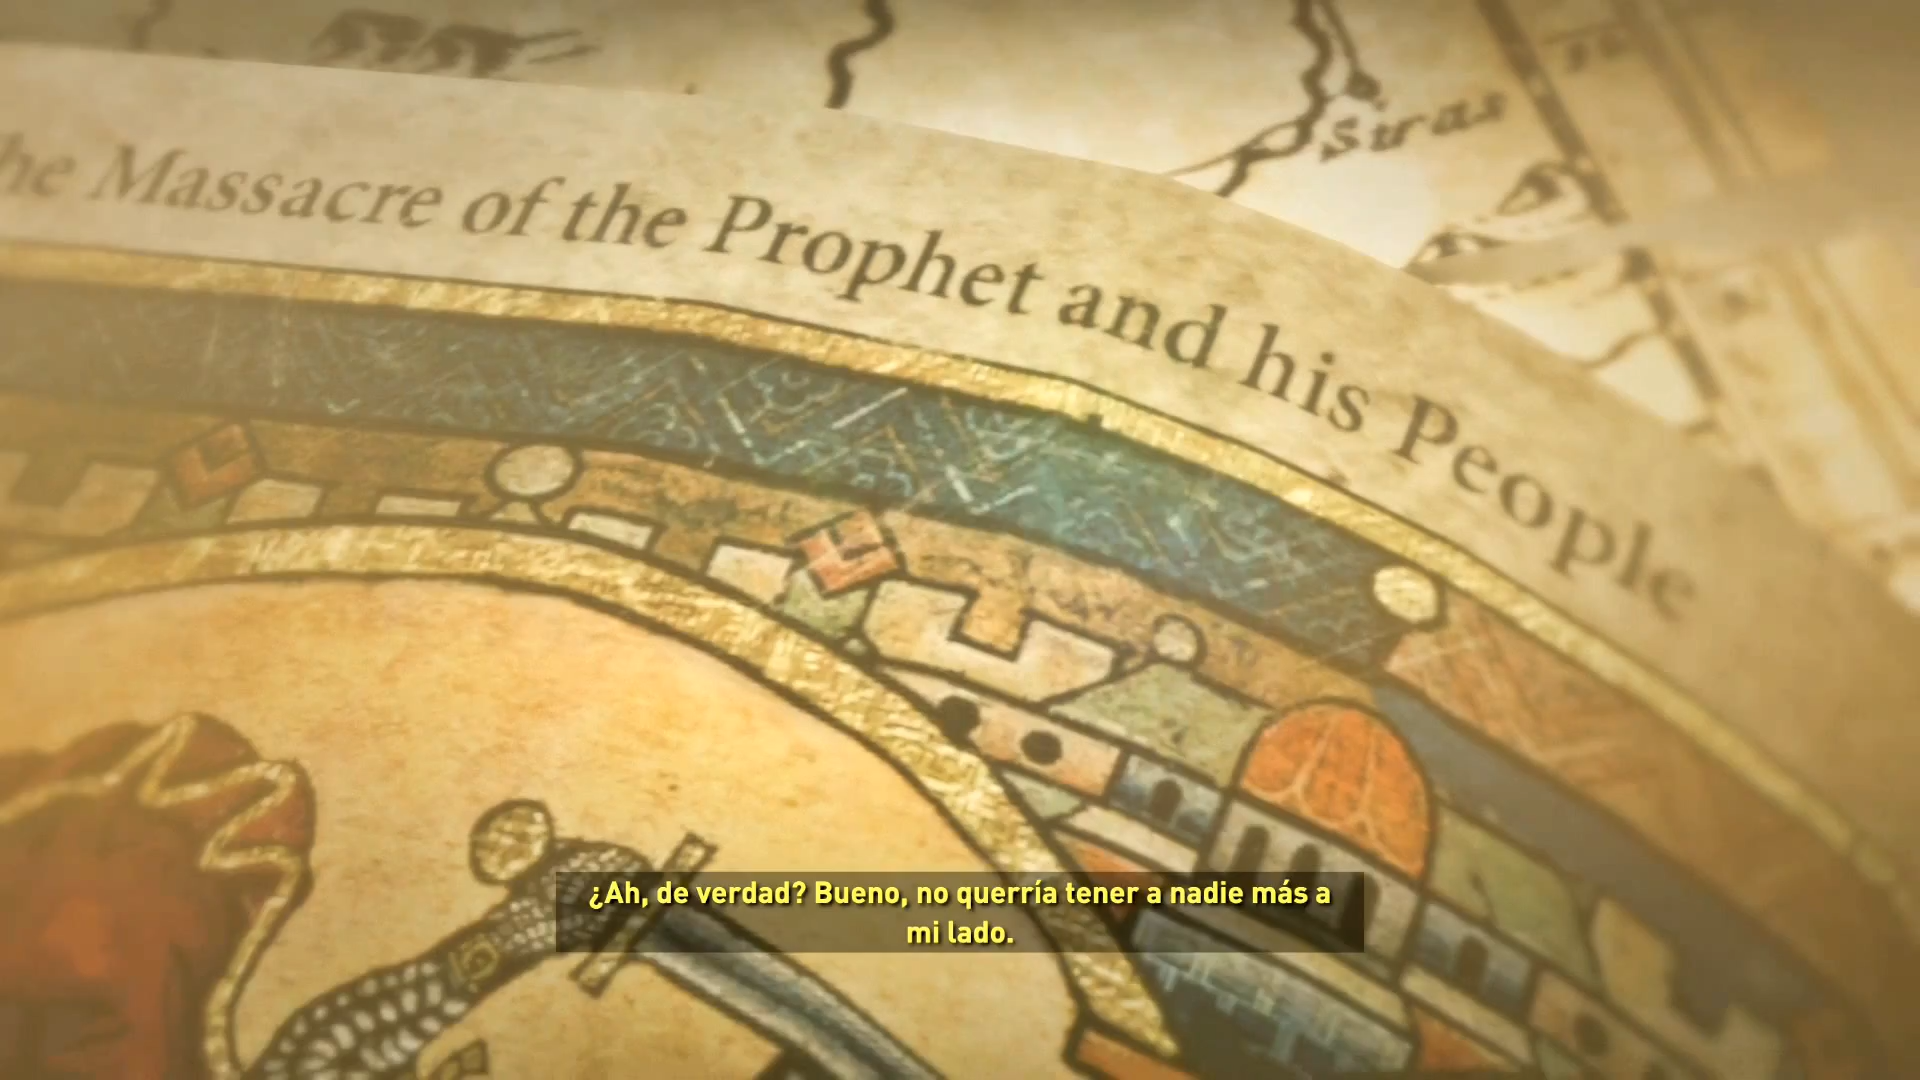 Stras
he Massacre of the Prophet and his People
¿Ah, de verdad? Bueno, no querría tener a nadie más a
mi lado.